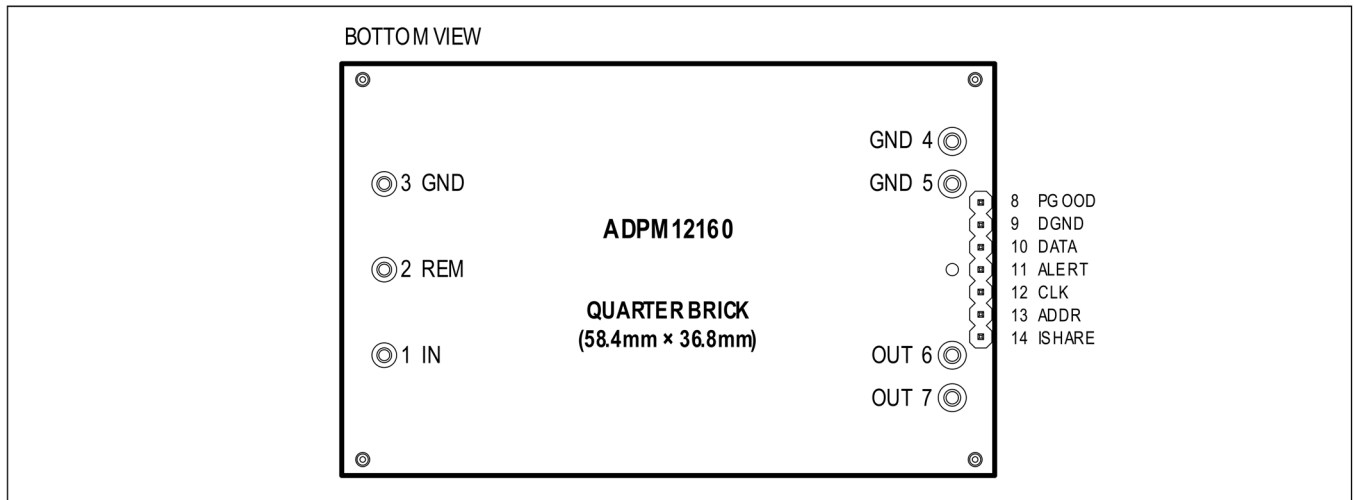 BOTTOM VIEW
GND 4
3 GND
GND 5
8 PGOOD
ADPM12160
9 DGND
10 DATA
2 REM
11 ALERT
12 CLK
QUARTER BRICK
13 ADDR
(58.4mm × 36.8mm)
14 ISHARE
1 IN
OUT 6
OUT 7